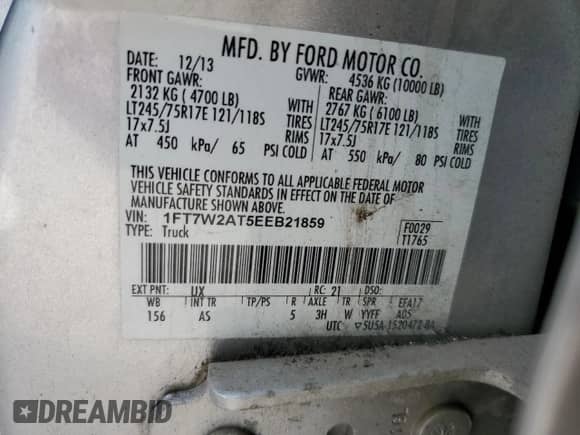 MFD. BY FORD MOTOR CO.
DATE: 12/13 GVWR: 4536 KG (10000 LB)
FRONT GAWR: REAR GAWR:
2132 KG ( 4700 LB) WITH 2767 KG ( 6100 LB) WITH
LT245/75R17E 121/118S TIRES LT245/75R17E 121/118S TIRES
17x7.5J RIMS 17x7.5J RIMS
AT 450 kPa/ 65 PSI COLD AT 550 kPa/ 80 PSI COLD
THIS VEHICLE CONFORMS TO ALL APPLICABLE FEDERAL MOTOR
VEHICLE SAFETY STANDARDS IN EFFECT ON THE DATE OF
MANUFACTURE SHOWN ABOVE.
VIN: 1FT7W2AT5EEB21859 F0029
TYPE: Truck T1765
EXT PNT: UX RC: 21 DSO:
WB INT TR TP/PS R AXLE TR SPR EFA17
156 AS 5 3H W YYFF A05
UTC ▽5U5A-1520472-BA
DREAMBID